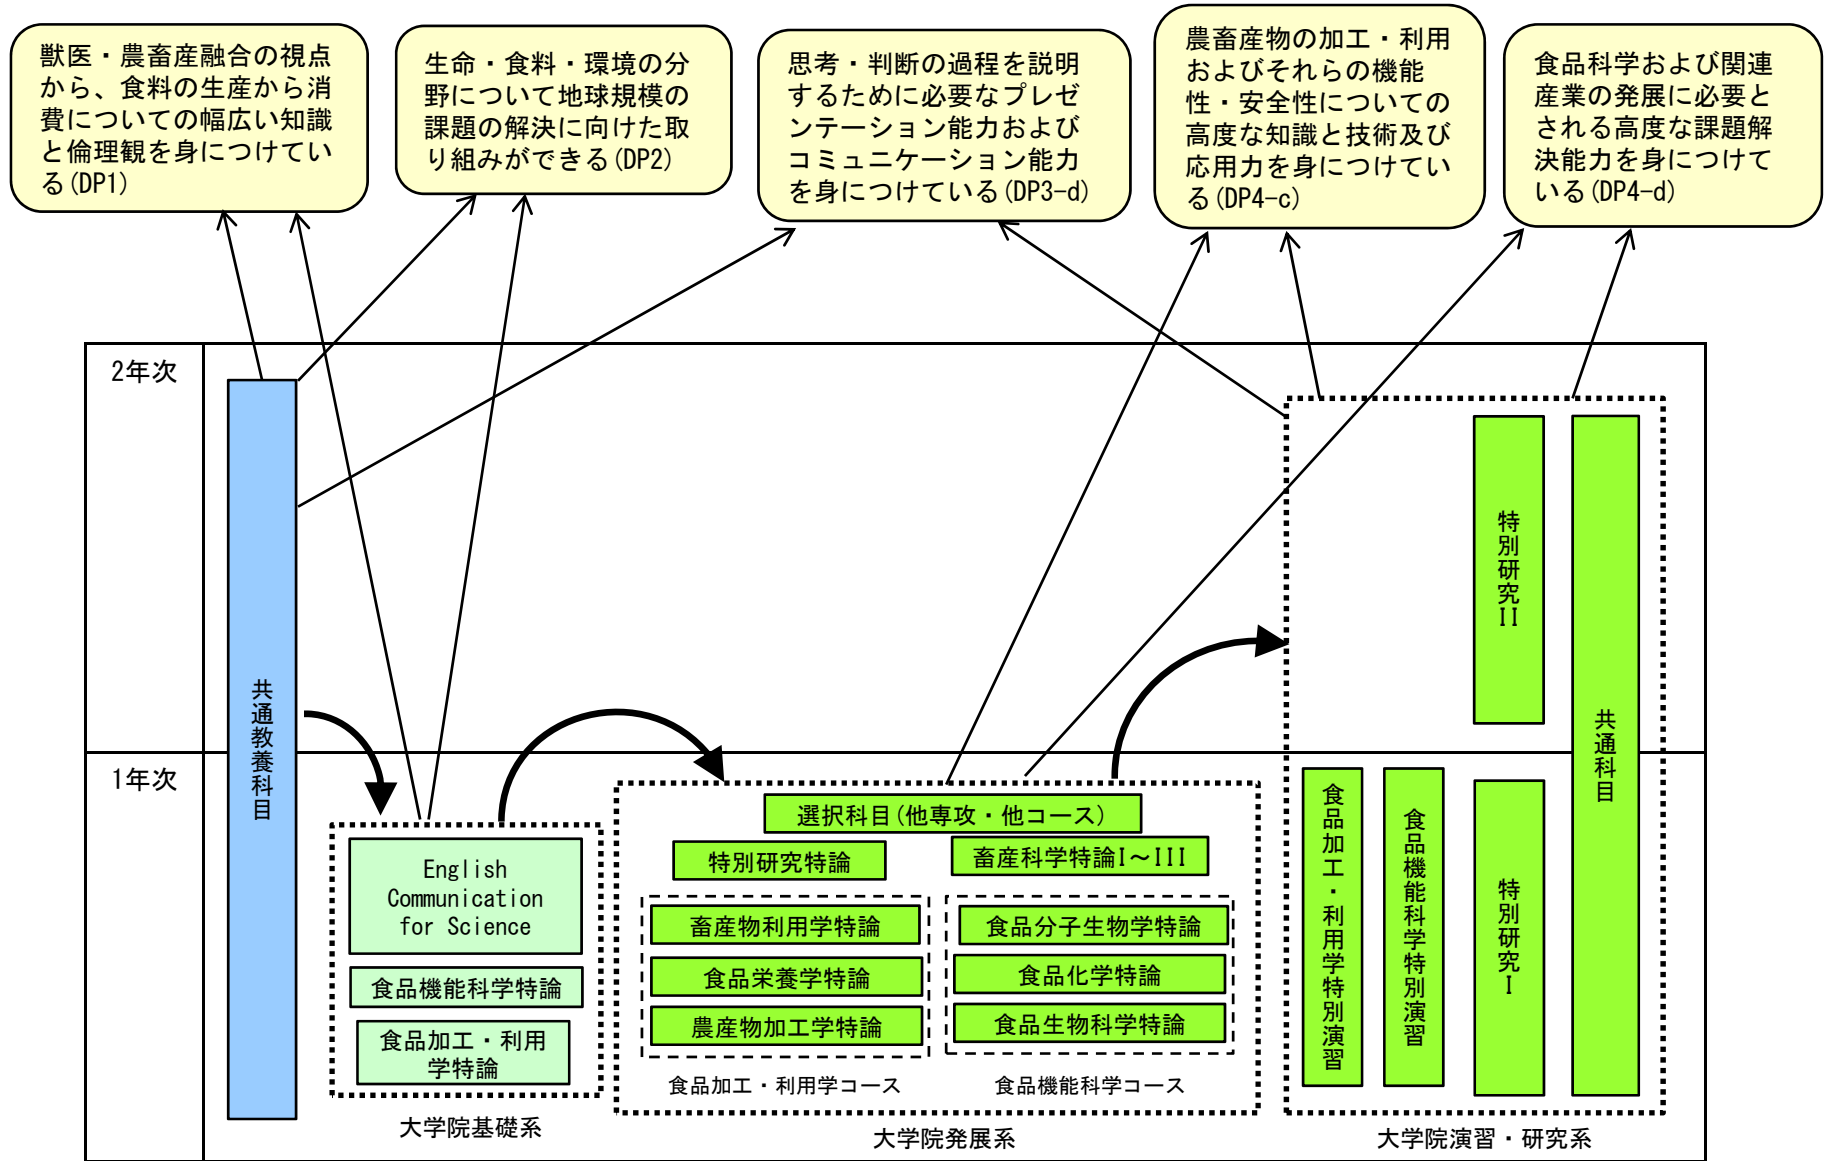 獣医・農畜産融合の視点
から、食料の生産から消
費についての幅広い知識
と倫理観を身につけてい
る(DP1)
生命・食料・環境の分
野について地球規模の
課題の解決に向けた取
り組みができる(DP2)
思考・判断の過程を説明
するために必要なプレゼ
ンテーション能力および
コミュニケーション能力
を身につけている(DP3-d)
農畜産物の加工・利用
およびそれらの機能
性・安全性についての
高度な知識と技術及び
応用力を身につけてい
る(DP4-c)
食品科学および関連
産業の発展に必要と
される高度な課題解
決能力を身につけて
いる(DP4-d)
2年次
1年次
共通教養科目
English
Communication
for Science
食品機能科学特論
食品加工・利用
学特論
大学院基礎系
選択科目(他専攻・他コース)
特別研究特論
畜産科学特論I～III
畜産物利用学特論
食品栄養学特論
農産物加工学特論
食品加工・利用学コース
食品分子生物学特論
食品化学特論
食品生物科学特論
食品機能科学コース
大学院発展系
食品加工・利用学特別演習
食品機能科学特別演習
特別研究II
特別研究I
共通科目
大学院演習・研究系